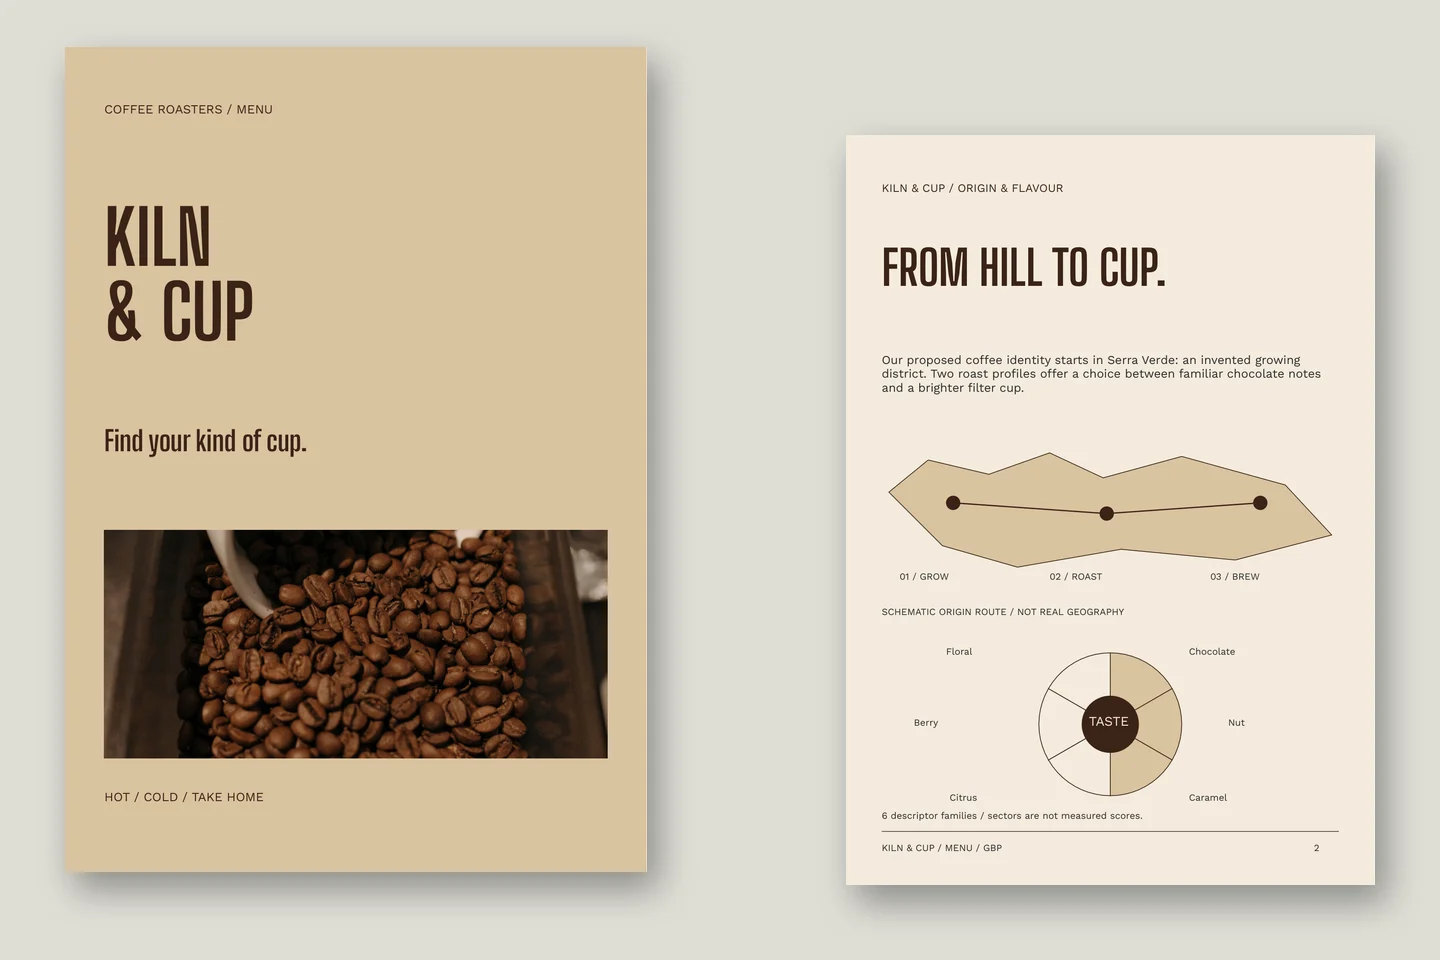 COFFEE ROASTERS / MENU
KILN
& CUP
Find your kind of cup.
HOT / COLD / TAKE HOME
KILN & CUP / ORIGIN & FLAVOUR
FROM HILL TO CUP.
Our proposed coffee identity starts in Serra Verde: an invented growing
district. Two roast profiles offer a choice between familiar chocolate notes
and a brighter filter cup.
01 / GROW
02 / ROAST
03 / BREW
SCHEMATIC ORIGIN ROUTE / NOT REAL GEOGRAPHY
Floral
Chocolate
Berry
TASTE
Nut
Citrus
Caramel
6 descriptor families / sectors are not measured scores.
KILN & CUP / MENU / GBP
2